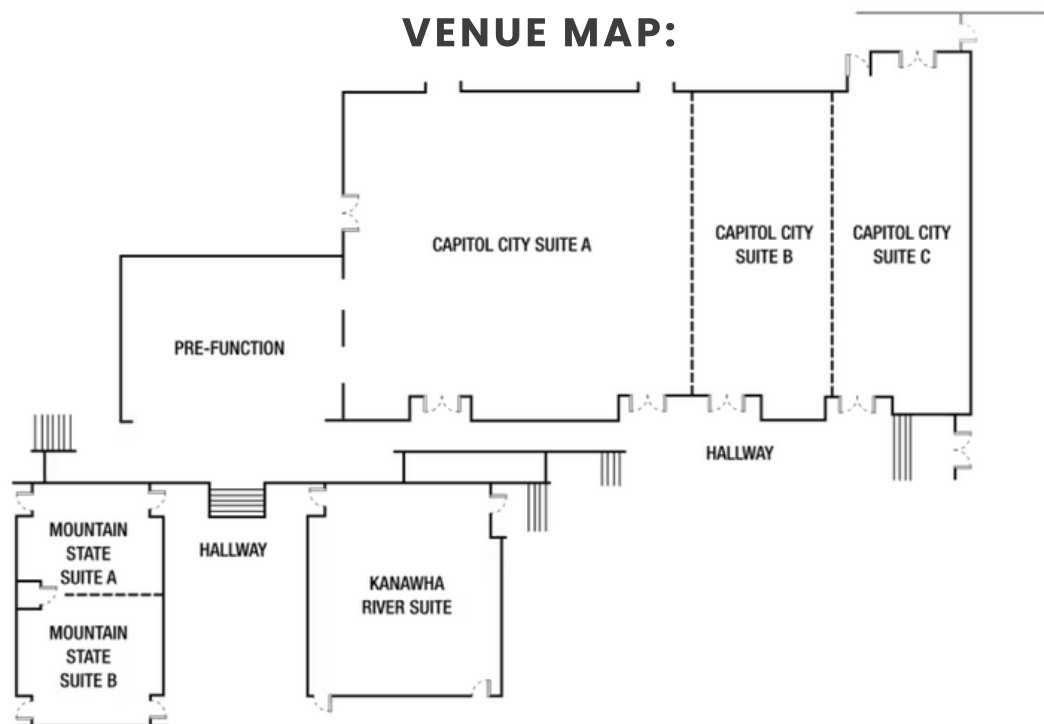 VENUE MAP:
CAPITOL CITY SUITE A
CAPITOL CITY
SUITE B
CAPITOL CITY
SUITE C
PRE-FUNCTION
HALLWAY
MOUNTAIN
STATE
SUITE A
HALLWAY
KANAWHA
RIVER SUITE
MOUNTAIN
STATE
SUITE B